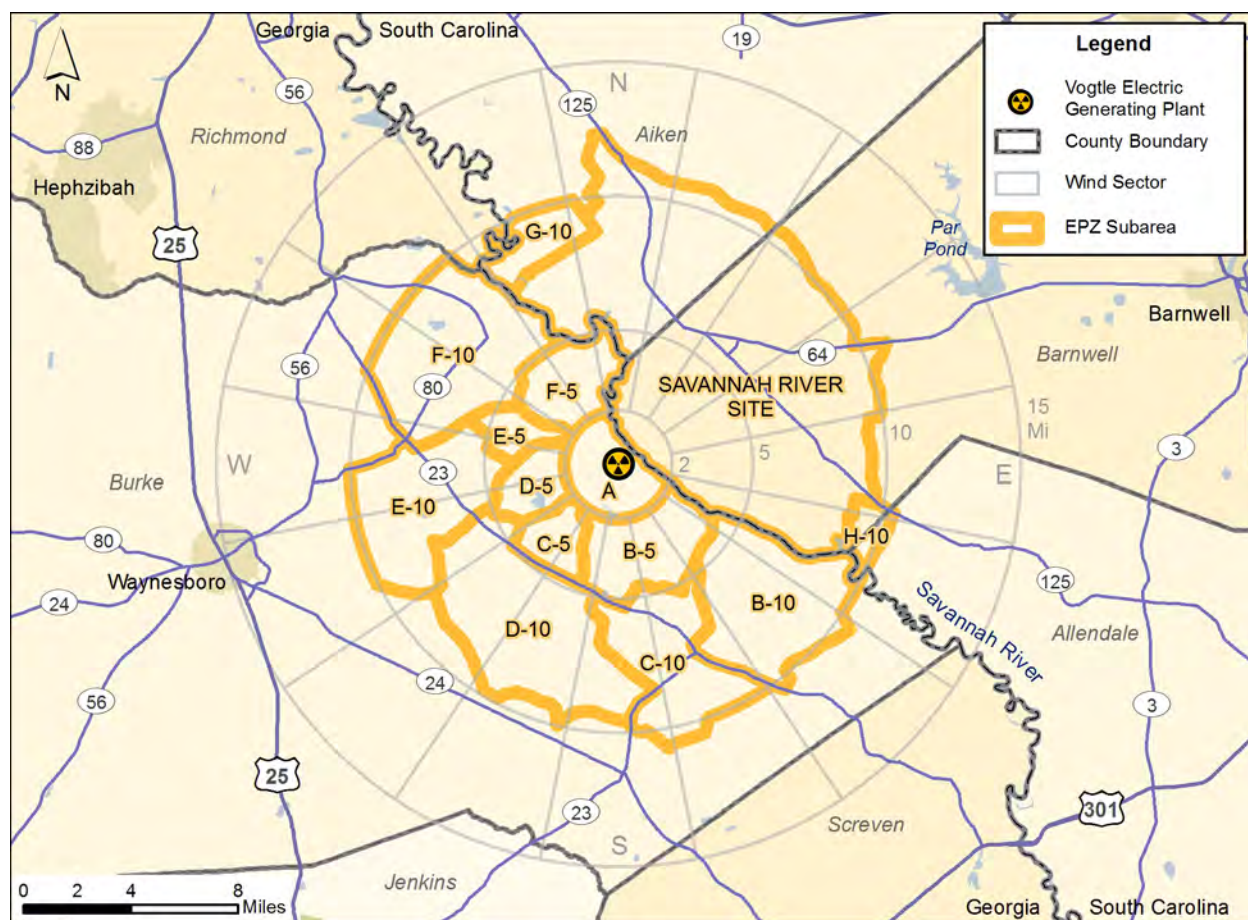 Georgia
South Carolina
19
Legend
Vogtle Electric
Generating Plant
County Boundary
Wind Sector
EPZ Subarea
N
56
56
125
N
Richmond
Aiken
88
Hephzibah
25
G-10
Par
Pond
Barnwell
F-10
64
Barnwell
56
80
F-5
SAVANNAH RIVER
SITE
15
Mi
10
E-5
5
2
W
E
3
23
D-5
A
Burke
E-10
H-10
C-5
B-5
80
Waynesboro
125
24
B-10
Savannah River
D-10
Allendale
C-10
24
56
3
25
301
23
Screven
S
Jenkins
0
4
8
Miles
Georgia
South Carolina